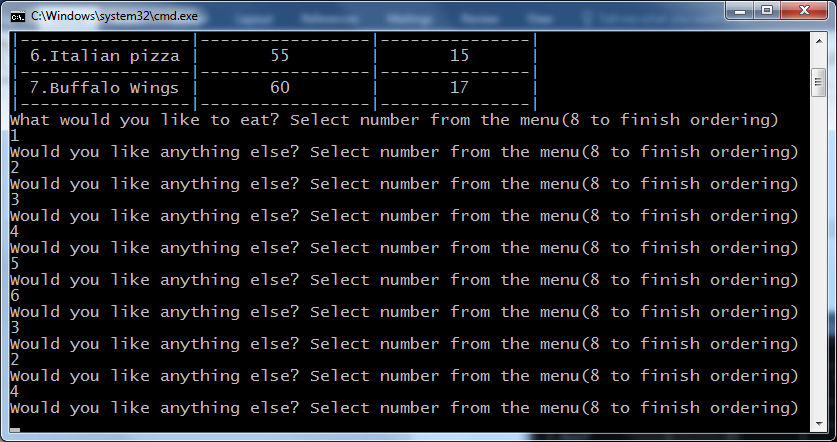 C:\Windows\system32\cmd.exe
|-----------------|-----------------|---------------|
| 6.Italian pizza | 55 | 15 |
|-----------------|-----------------|---------------|
| 7.Buffalo Wings | 60 | 17 |
|-----------------|-----------------|---------------|
What would you like to eat? Select number from the menu(8 to finish ordering)
1
Would you like anything else? Select number from the menu(8 to finish ordering)
2
Would you like anything else? Select number from the menu(8 to finish ordering)
3
Would you like anything else? Select number from the menu(8 to finish ordering)
4
Would you like anything else? Select number from the menu(8 to finish ordering)
5
Would you like anything else? Select number from the menu(8 to finish ordering)
6
Would you like anything else? Select number from the menu(8 to finish ordering)
3
Would you like anything else? Select number from the menu(8 to finish ordering)
2
Would you like anything else? Select number from the menu(8 to finish ordering)
4
Would you like anything else? Select number from the menu(8 to finish ordering)